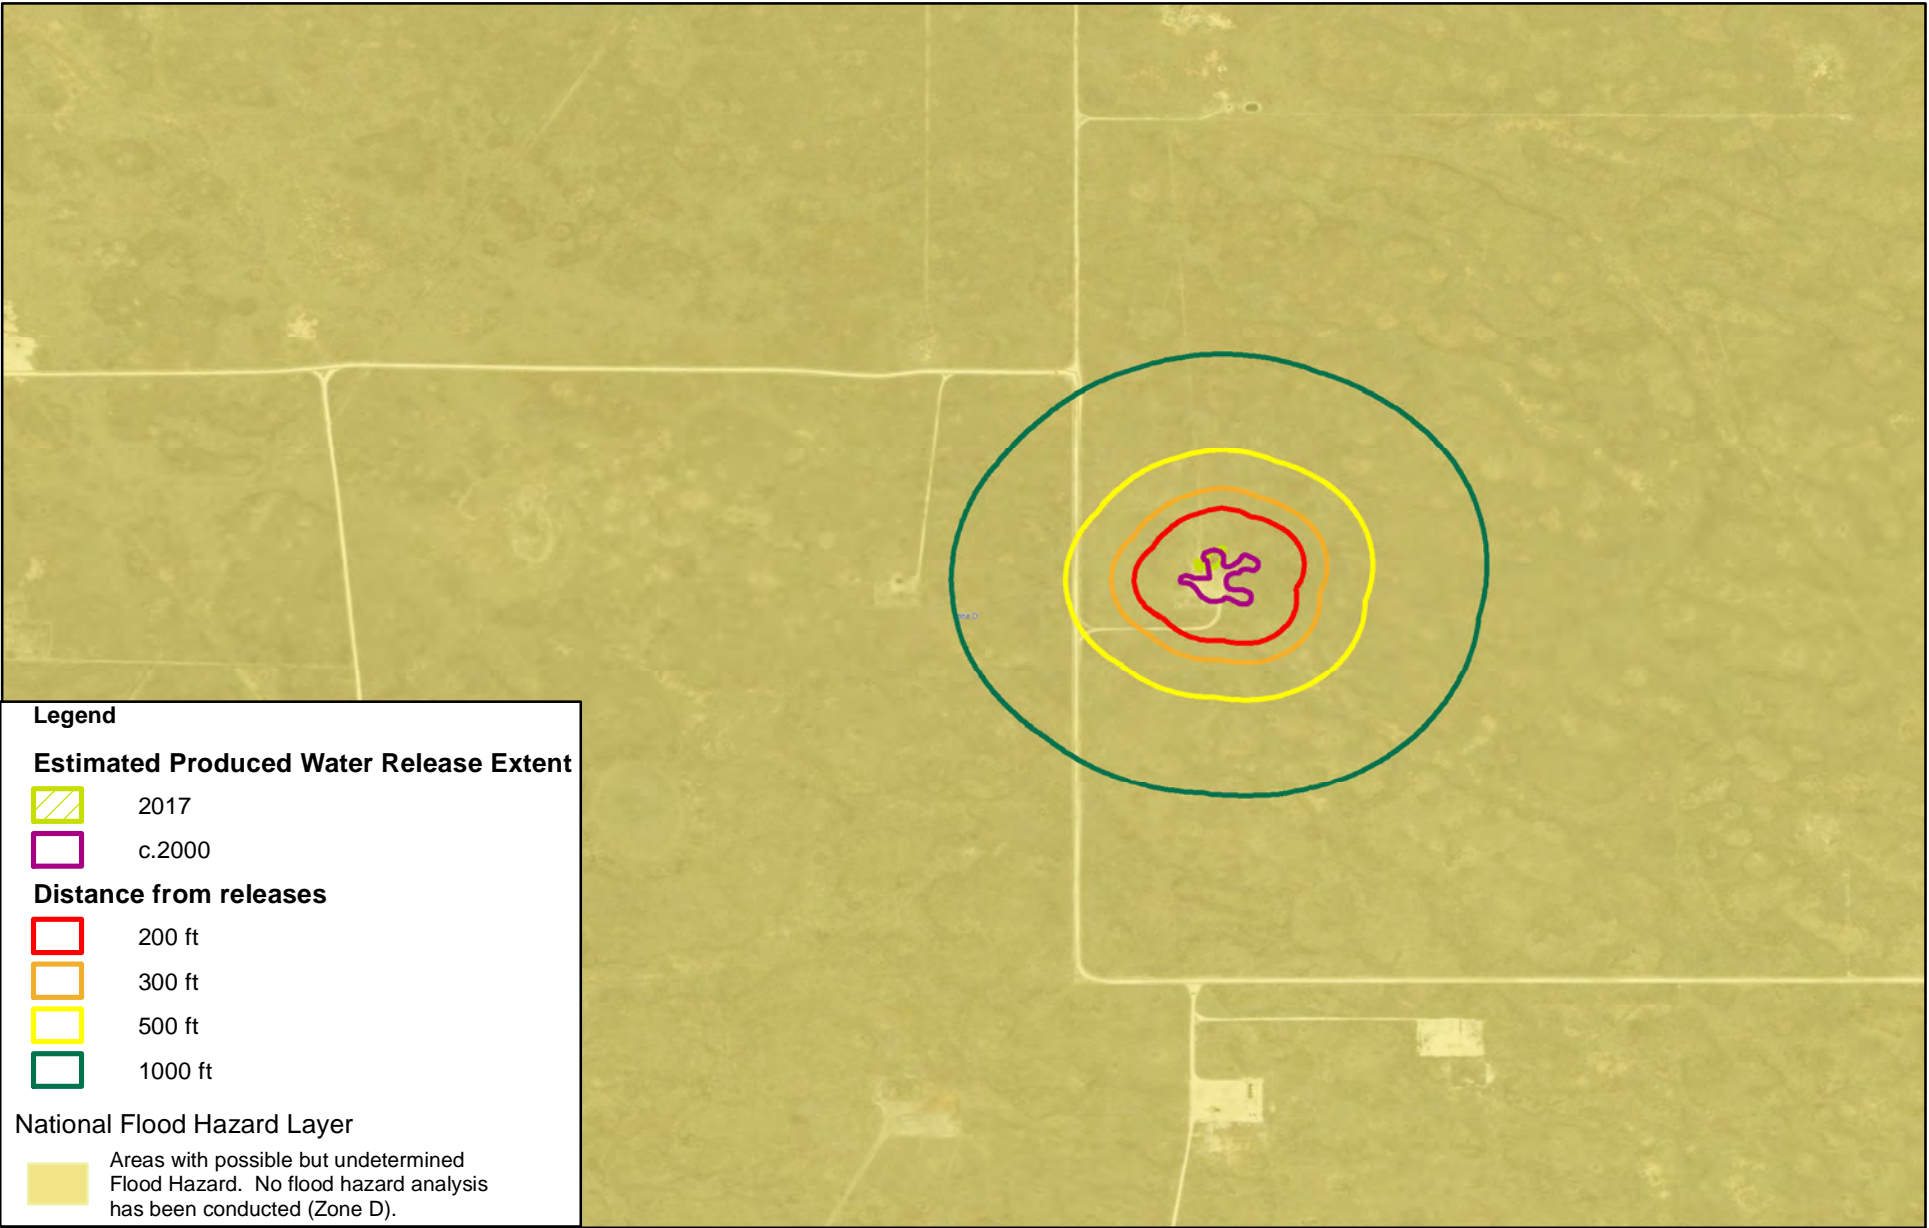 Legend
Estimated Produced Water Release Extent
2017
c.2000
Distance from releases
200 ft
300 ft
500 ft
1000 ft
National Flood Hazard Layer
Areas with possible but undetermined
Flood Hazard.  No flood hazard analysis
has been conducted (Zone D).